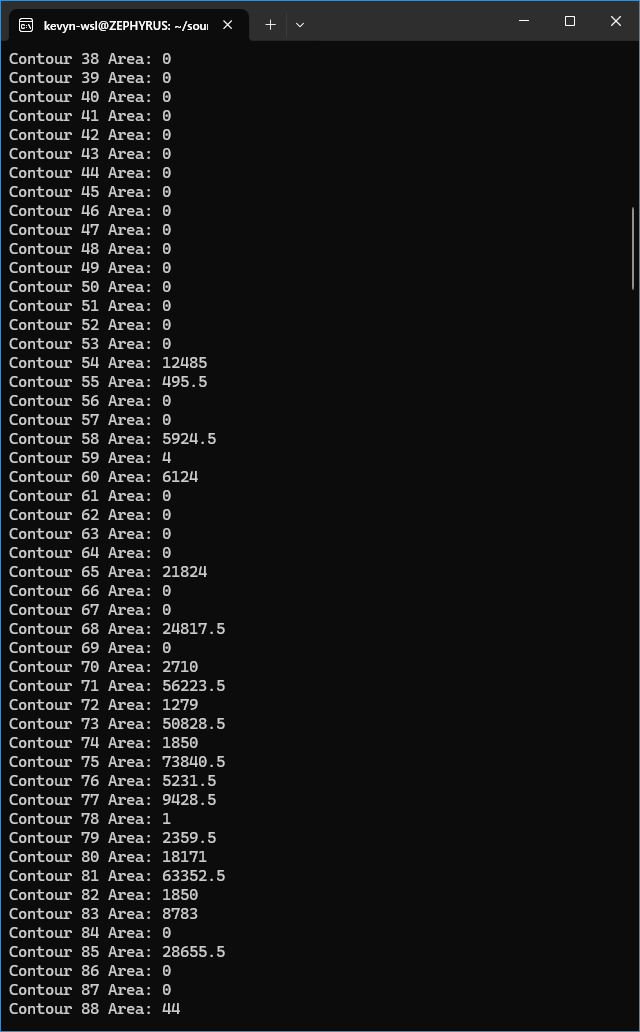 kevyn-wsl@ZEPHYRUS: ~/sou
Contour 38 Area: 0
Contour 39 Area: 0
Contour 40 Area: 0
Contour 41 Area: 0
Contour 42 Area: 0
Contour 43 Area: 0
Contour 44 Area: 0
Contour 45 Area: 0
Contour 46 Area: 0
Contour 47 Area: 0
Contour 48 Area: 0
Contour 49 Area: 0
Contour 50 Area: 0
Contour 51 Area: 0
Contour 52 Area: 0
Contour 53 Area: 0
Contour 54 Area: 12485
Contour 55 Area: 495.5
Contour 56 Area: 0
Contour 57 Area: 0
Contour 58 Area: 5924.5
Contour 59 Area: 4
Contour 60 Area: 6124
Contour 61 Area: 0
Contour 62 Area: 0
Contour 63 Area: 0
Contour 64 Area: 0
Contour 65 Area: 21824
Contour 66 Area: 0
Contour 67 Area: 0
Contour 68 Area: 24817.5
Contour 69 Area: 0
Contour 70 Area: 2710
Contour 71 Area: 56223.5
Contour 72 Area: 1279
Contour 73 Area: 50828.5
Contour 74 Area: 1850
Contour 75 Area: 73840.5
Contour 76 Area: 5231.5
Contour 77 Area: 9428.5
Contour 78 Area: 1
Contour 79 Area: 2359.5
Contour 80 Area: 18171
Contour 81 Area: 63352.5
Contour 82 Area: 1850
Contour 83 Area: 8783
Contour 84 Area: 0
Contour 85 Area: 28655.5
Contour 86 Area: 0
Contour 87 Area: 0
Contour 88 Area: 44